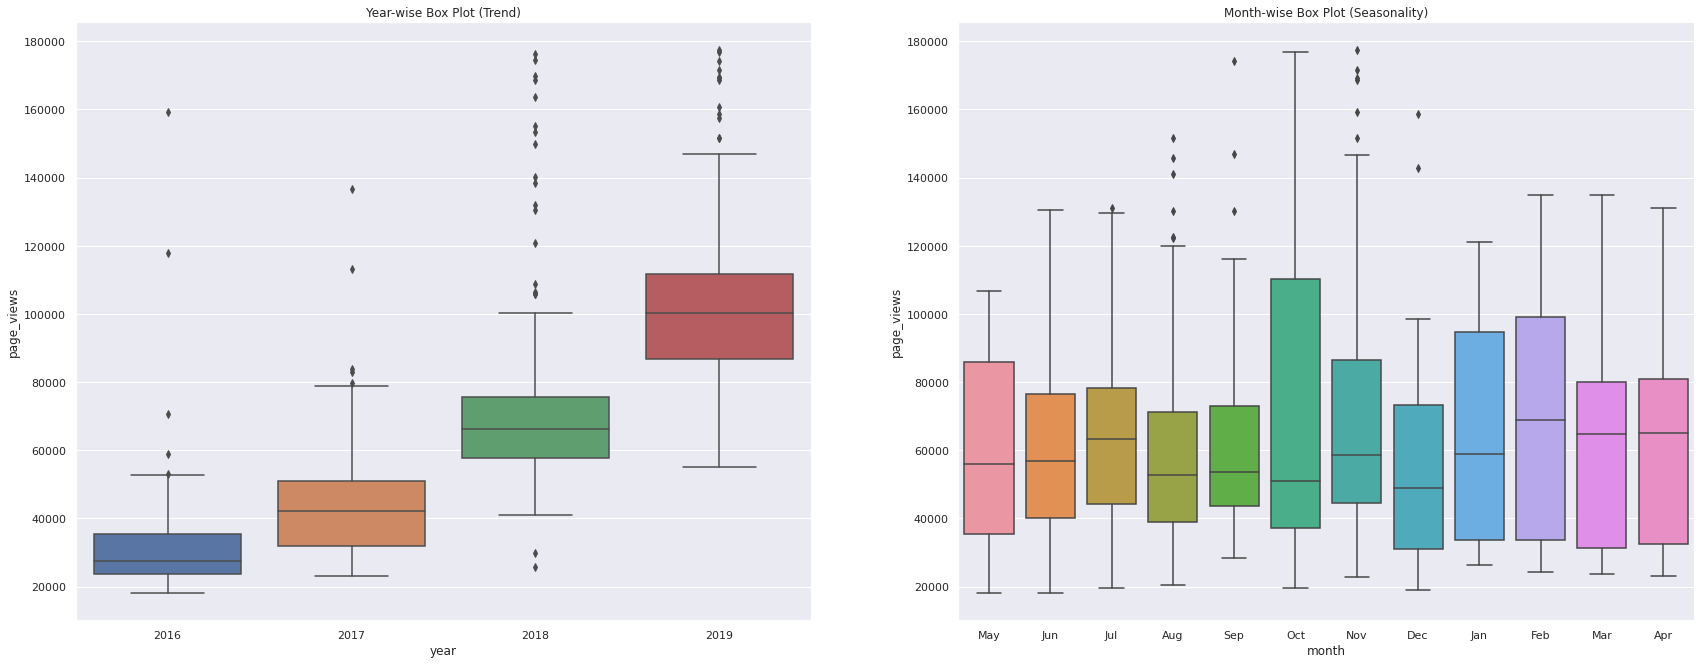 Year-wise Box Plot (Trend)
page_views
180000
160000
140000
120000
100000
80000
60000
40000
20000
2016 2017 2018 2019
year
Month-wise Box Plot (Seasonality)
page_views
180000
160000
140000
120000
100000
80000
60000
40000
20000
May Jun Jul Aug Sep Oct Nov Dec Jan Feb Mar Apr
month